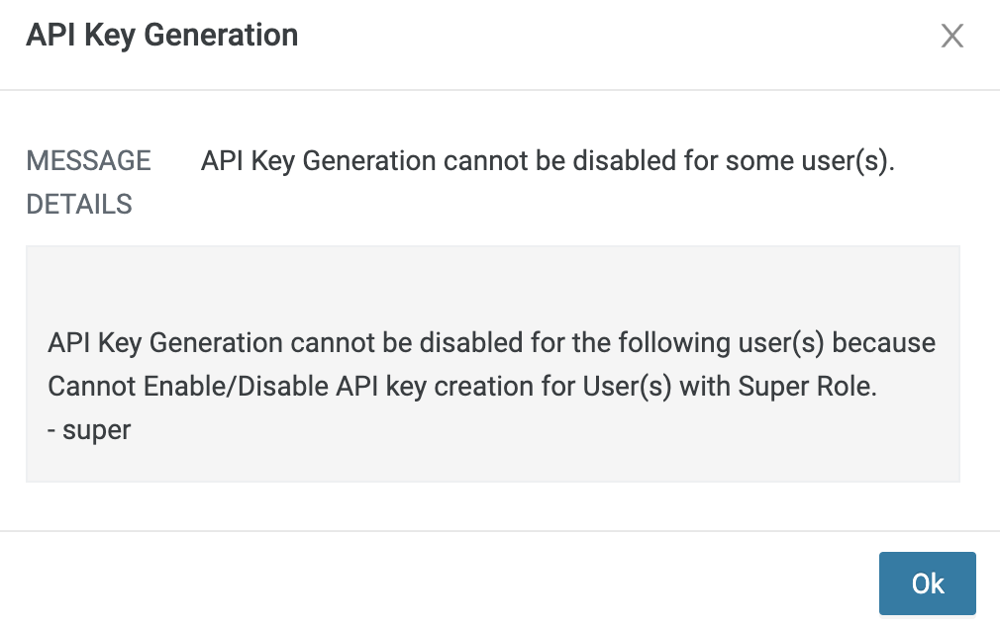 API Key Generation
MESSAGE API Key Generation cannot be disabled for some user(s).
DETAILS
API Key Generation cannot be disabled for the following user(s) because
Cannot Enable/Disable API key creation for User(s) with Super Role.
- super
Ok